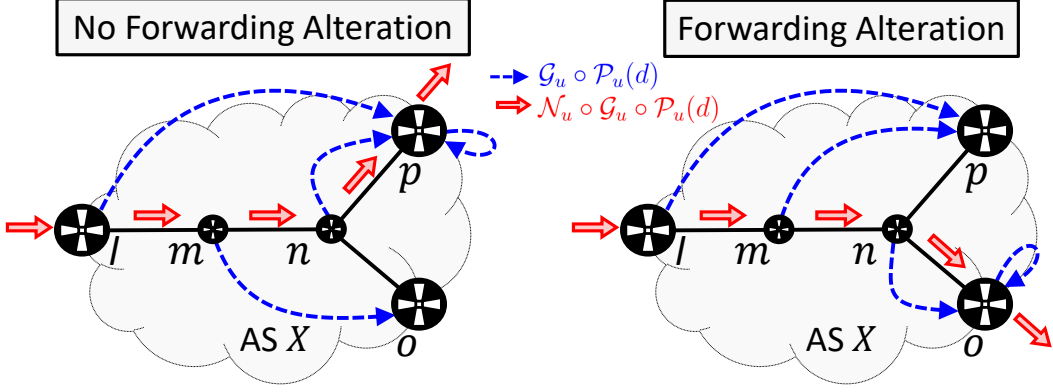 No Forwarding Alteration
Forwarding Alteration
𝒢ᵤ ∘ 𝒫ᵤ(d)
𝒩ᵤ ∘ 𝒢ᵤ ∘ 𝒫ᵤ(d)
p
l m n
o
AS X
p
l m n
o
AS X